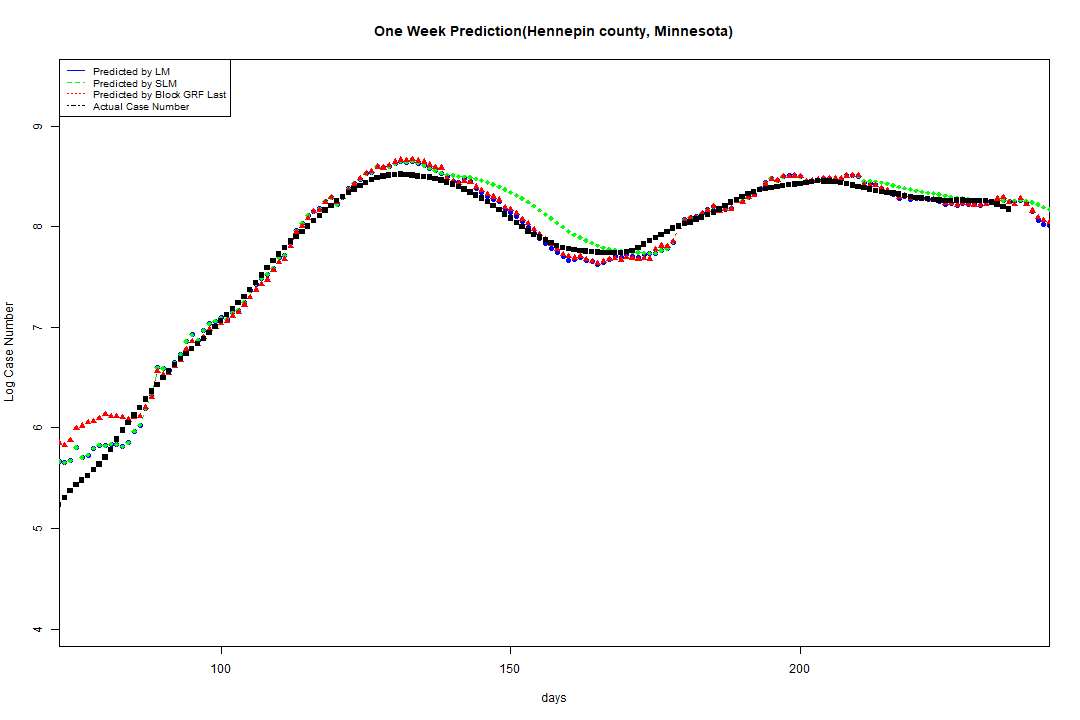 One Week Prediction(Hennepin county, Minnesota)
Predicted by LM
Predicted by SLM
Predicted by Block GRF Last
Actual Case Number
9
8
7
6
5
4
Log Case Number
100 150 200
days